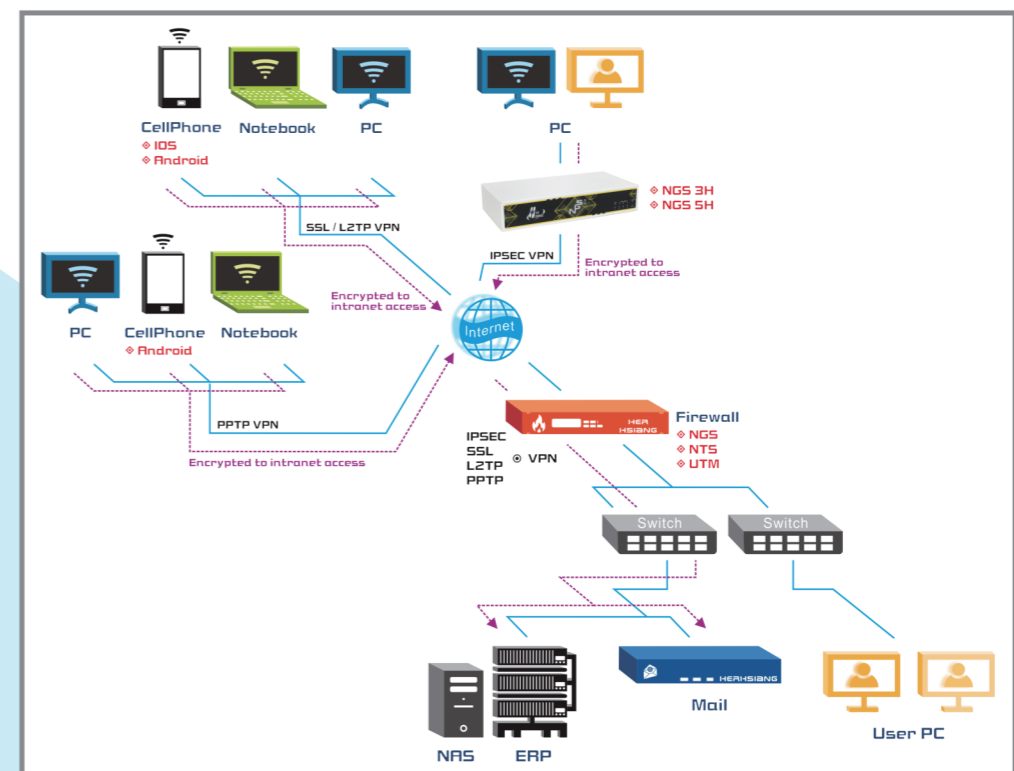 CellPhone
◈ IOS
◈ Android
Notebook
PC
PC
◈ NGS 3H
◈ NGS 5H
SSL / L2TP VPN
IPSEC VPN
Encrypted to
intranet access
Encrypted to
intranet access
Internet
PC
CellPhone
◈ Android
Notebook
PPTP VPN
Encrypted to intranet access
HER
HSIANG
Firewall
◈ NGS
◈ NTS
◈ UTM
IPSEC
SSL
L2TP
PPTP
⦿ VPN
Switch
Switch
HERHSIANG
NAS
ERP
Mail
User PC